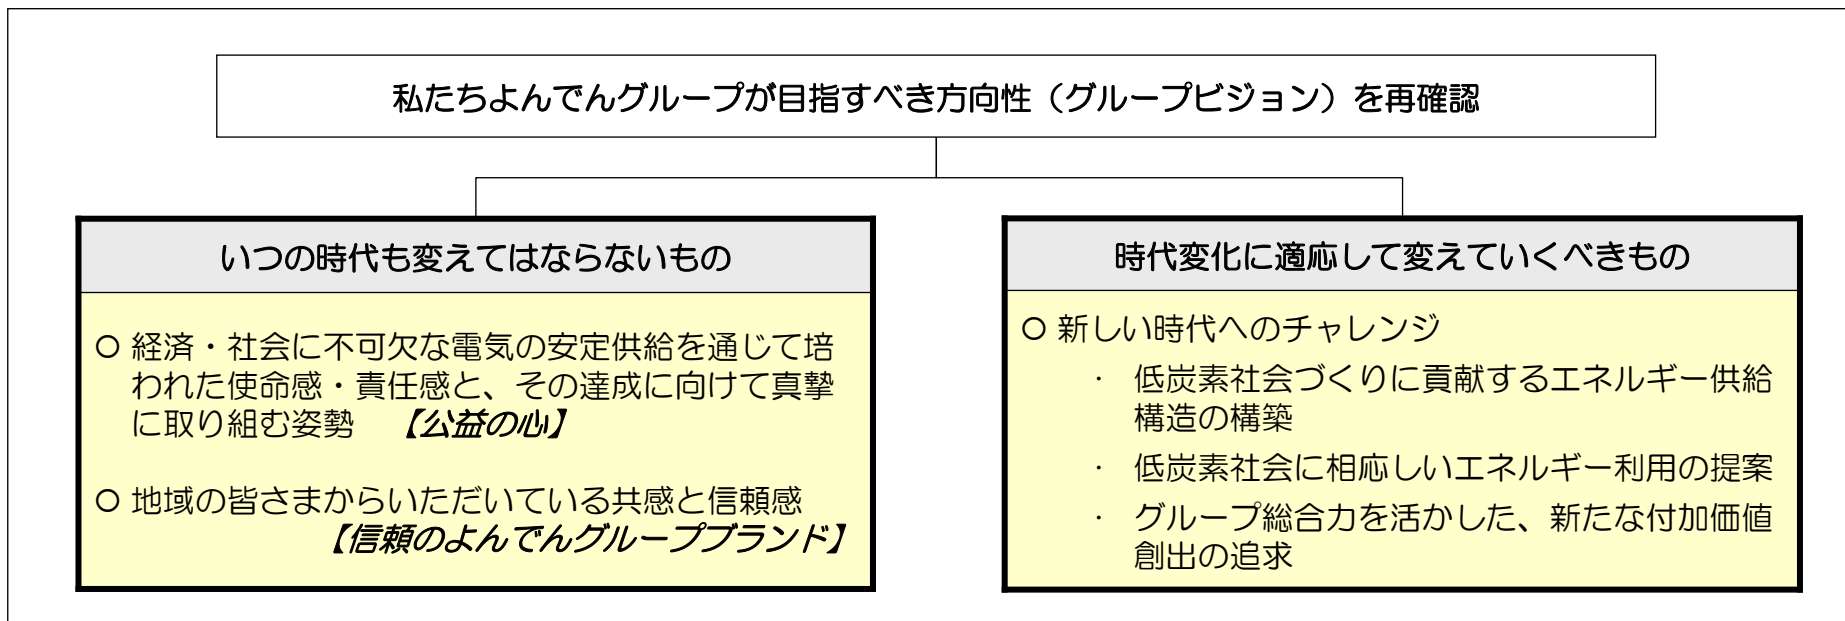 私たちよんでんグループが目指すべき方向性（グループビジョン）を再確認
いつの時代も変えてはならないもの
○ 経済・社会に不可欠な電気の安定供給を通じて培
われた使命感・責任感と、その達成に向けて真摯
に取り組む姿勢　【公益の心】
○ 地域の皆さまからいただいている共感と信頼感
【信頼のよんでんグループブランド】
時代変化に適応して変えていくべきもの
○ 新しい時代へのチャレンジ
・ 低炭素社会づくりに貢献するエネルギー供給
構造の構築
・ 低炭素社会に相応しいエネルギー利用の提案
・ グループ総合力を活かした、新たな付加価値
創出の追求